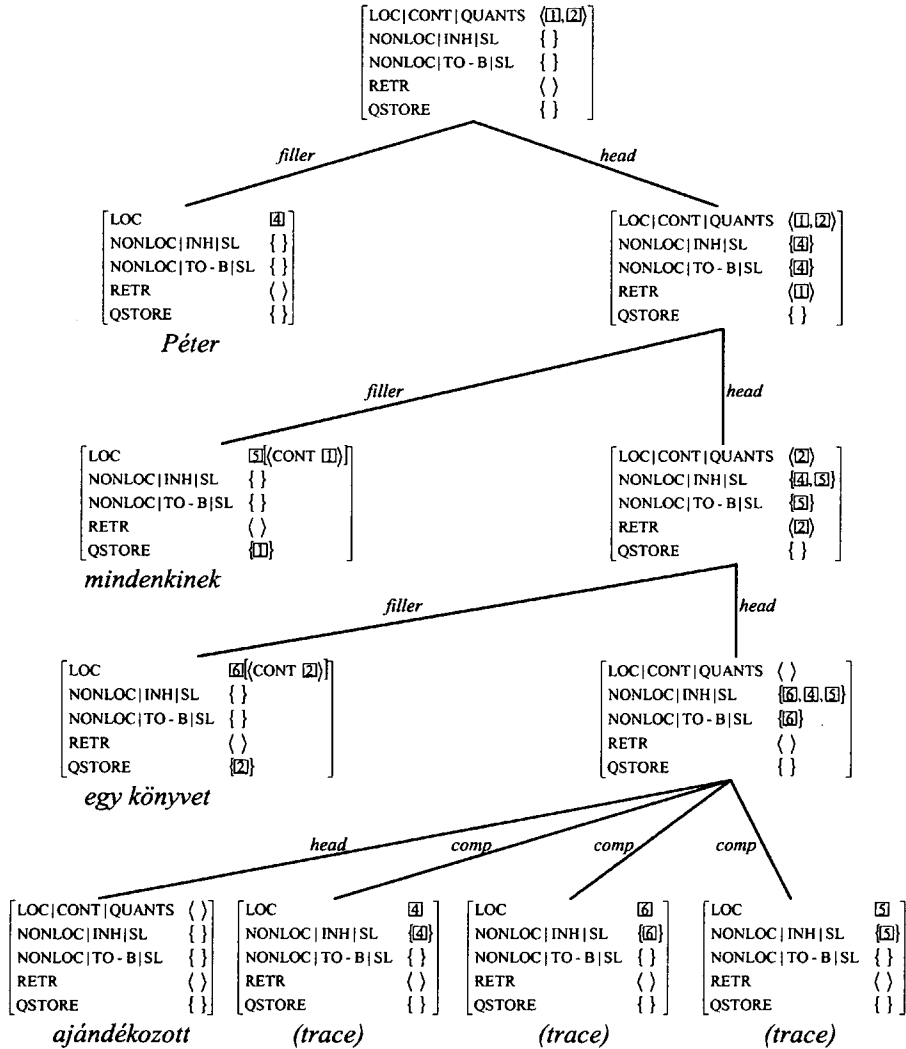 LOC|CONT|QUANTS ⟨[1],[2]⟩
NONLOC|INH|SL { }
NONLOC|TO-B|SL { }
RETR ⟨ ⟩
QSTORE { }
filler head
LOC [4]
NONLOC|INH|SL { }
NONLOC|TO-B|SL { }
RETR ⟨ ⟩
QSTORE { }
Péter
LOC|CONT|QUANTS ⟨[1],[2]⟩
NONLOC|INH|SL {[4]}
NONLOC|TO-B|SL {[4]}
RETR ⟨[1]⟩
QSTORE { }
filler head
LOC [5][⟨CONT [1]⟩]
NONLOC|INH|SL { }
NONLOC|TO-B|SL { }
RETR ⟨ ⟩
QSTORE {[1]}
mindenkinek
LOC|CONT|QUANTS ⟨[2]⟩
NONLOC|INH|SL {[4],[5]}
NONLOC|TO-B|SL {[5]}
RETR ⟨[2]⟩
QSTORE { }
filler head
LOC [6][⟨CONT [2]⟩]
NONLOC|INH|SL { }
NONLOC|TO-B|SL { }
RETR ⟨ ⟩
QSTORE {[2]}
egy könyvet
LOC|CONT|QUANTS ⟨ ⟩
NONLOC|INH|SL {[6],[4],[5]}
NONLOC|TO-B|SL {[6]}
RETR ⟨ ⟩
QSTORE { }
head comp comp comp
LOC|CONT|QUANTS ⟨ ⟩
NONLOC|INH|SL { }
NONLOC|TO-B|SL { }
RETR ⟨ ⟩
QSTORE { }
ajándékozott
LOC [4]
NONLOC|INH|SL {[4]}
NONLOC|TO-B|SL { }
RETR ⟨ ⟩
QSTORE { }
(trace)
LOC [6]
NONLOC|INH|SL {[6]}
NONLOC|TO-B|SL { }
RETR ⟨ ⟩
QSTORE { }
(trace)
LOC [5]
NONLOC|INH|SL {[5]}
NONLOC|TO-B|SL { }
RETR ⟨ ⟩
QSTORE { }
(trace)